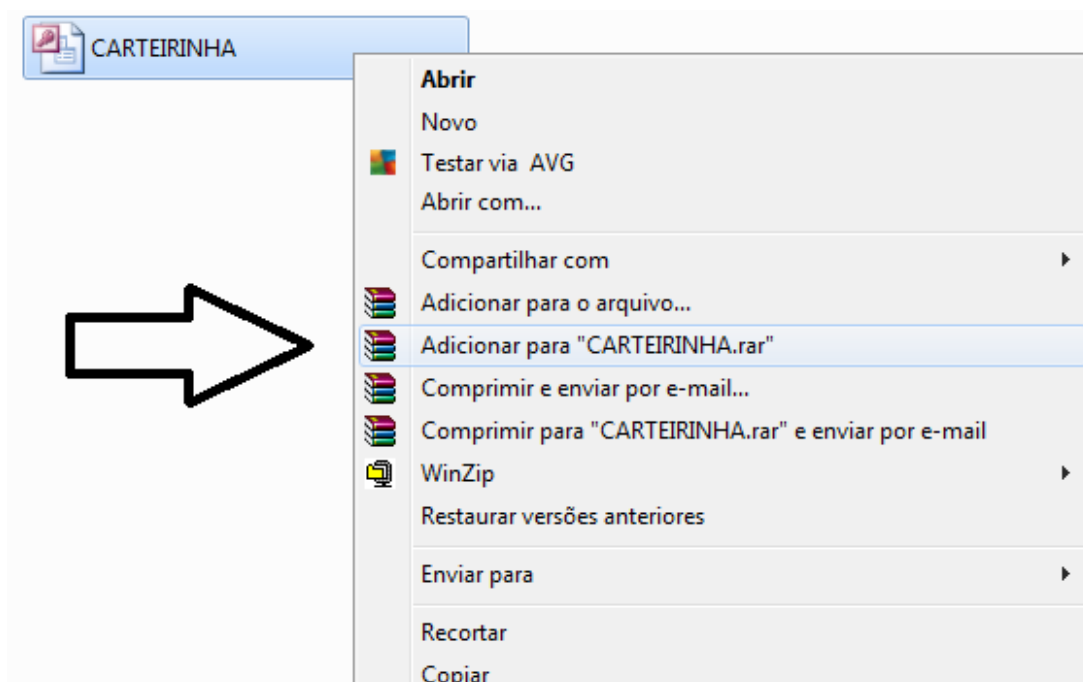 CARTEIRINHA
Abrir
Novo
Testar via AVG
Abrir com...
Compartilhar com
Adicionar para o arquivo...
Adicionar para "CARTEIRINHA.rar"
Comprimir e enviar por e-mail...
Comprimir para "CARTEIRINHA.rar" e enviar por e-mail
WinZip
Restaurar versões anteriores
Enviar para
Recortar
Copiar